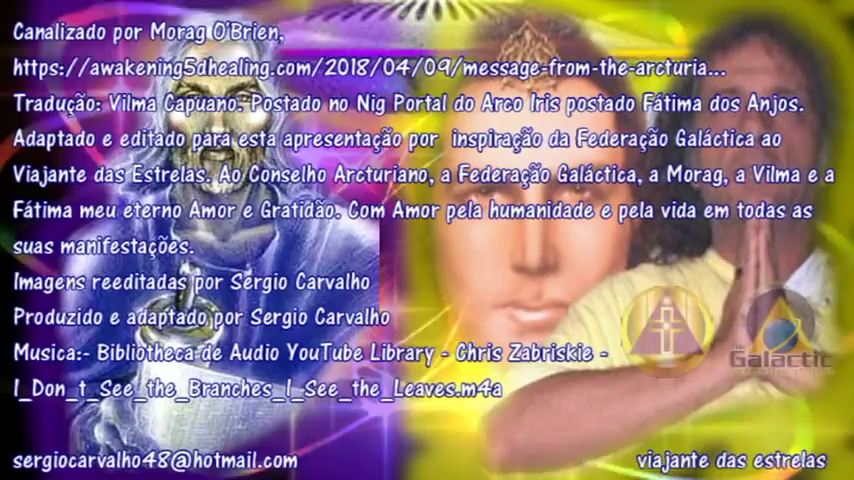 Canalizado por Morag O'Brien,
https://awakening5dhealing.com/2018/04/09/message-from-the-arcturia...
Tradução: Vilma Capuano. Postado no Nig Portal do Arco Iris postado Fátima dos Anjos.
Adaptado e editado para esta apresentação por inspiração da Federação Galáctica ao
Viajante das Estrelas. Ao Conselho Arcturiano, a Federação Galáctica, a Morag, a Vilma e a
Fátima meu eterno Amor e Gratidão. Com Amor pela humanidade e pela vida em todas as
suas manifestações.
Imagens reeditadas por Sergio Carvalho
Produzido e adaptado por Sergio Carvalho
Musica:- Bibliotheca de Audio YouTube Library - Chris Zabriskie -
I_Don_t_See_the_Branches_I_See_the_Leaves.m4a
The
Galactic
sergiocarvalho48@hotmail.com
viajante das estrelas